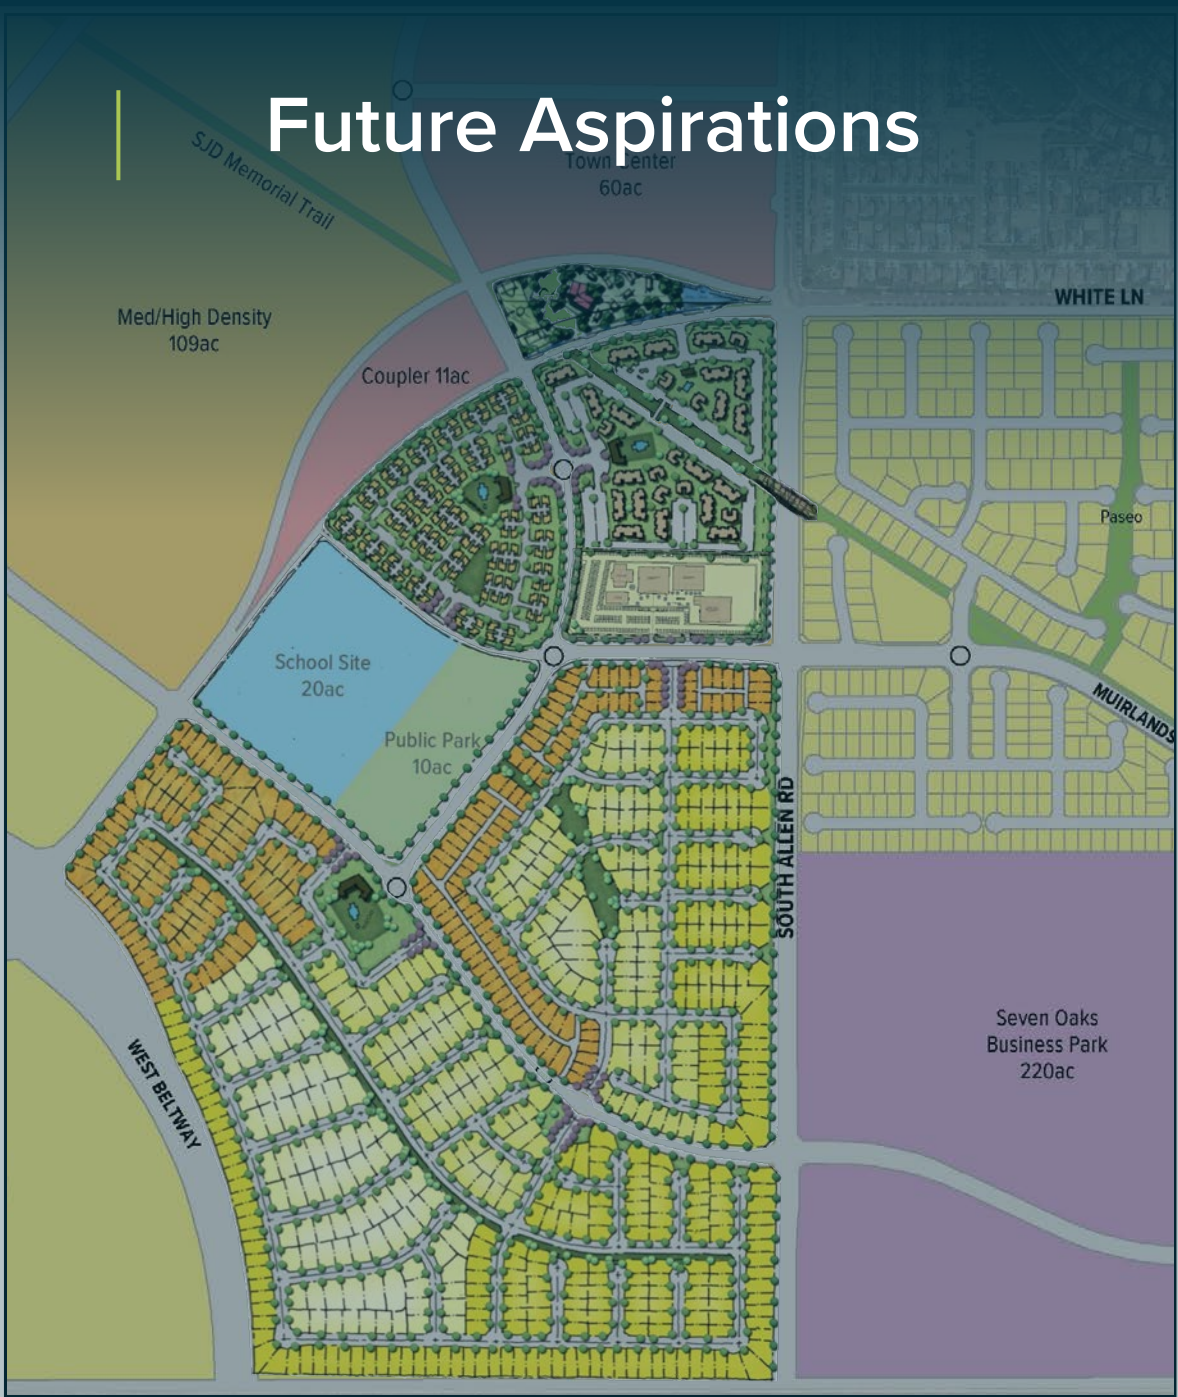 Future Aspirations
SJD Memorial Trail
Town Center
60ac
WHITE LN
Med/High Density
109ac
Coupler 11ac
Paseo
School Site
20ac
Public Park
10ac
MUIRLANDS
SOUTH ALLEN RD
Seven Oaks
Business Park
220ac
WEST BELTWAY